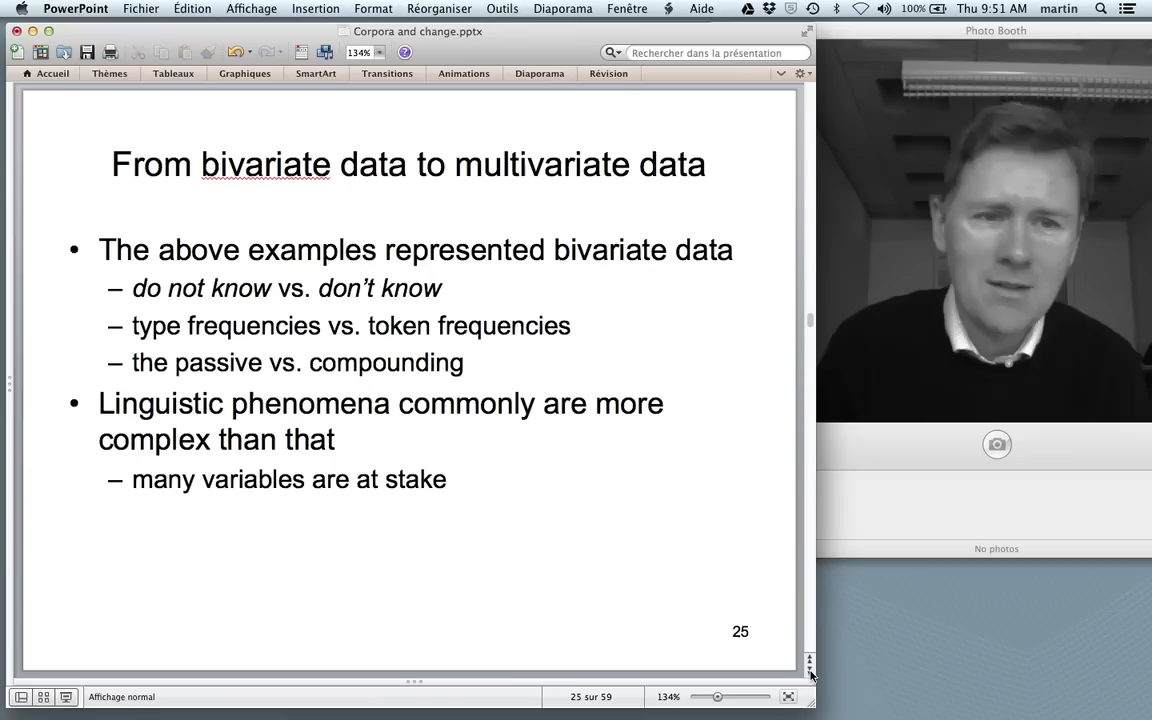 PowerPoint Fichier Édition Affichage Insertion Format Réorganiser Outils Diaporama Fenêtre Aide 100% Thu 9:51 AM martin
Corpora and change.pptx
Photo Booth
134% Rechercher dans la présentation
Accueil Thèmes Tableaux Graphiques SmartArt Transitions Animations Diaporama Révision
From bivariate data to multivariate data
• The above examples represented bivariate data
– do not know vs. don't know
– type frequencies vs. token frequencies
– the passive vs. compounding
• Linguistic phenomena commonly are more
complex than that
– many variables are at stake
No photos
25
Affichage normal 25 sur 59 134%